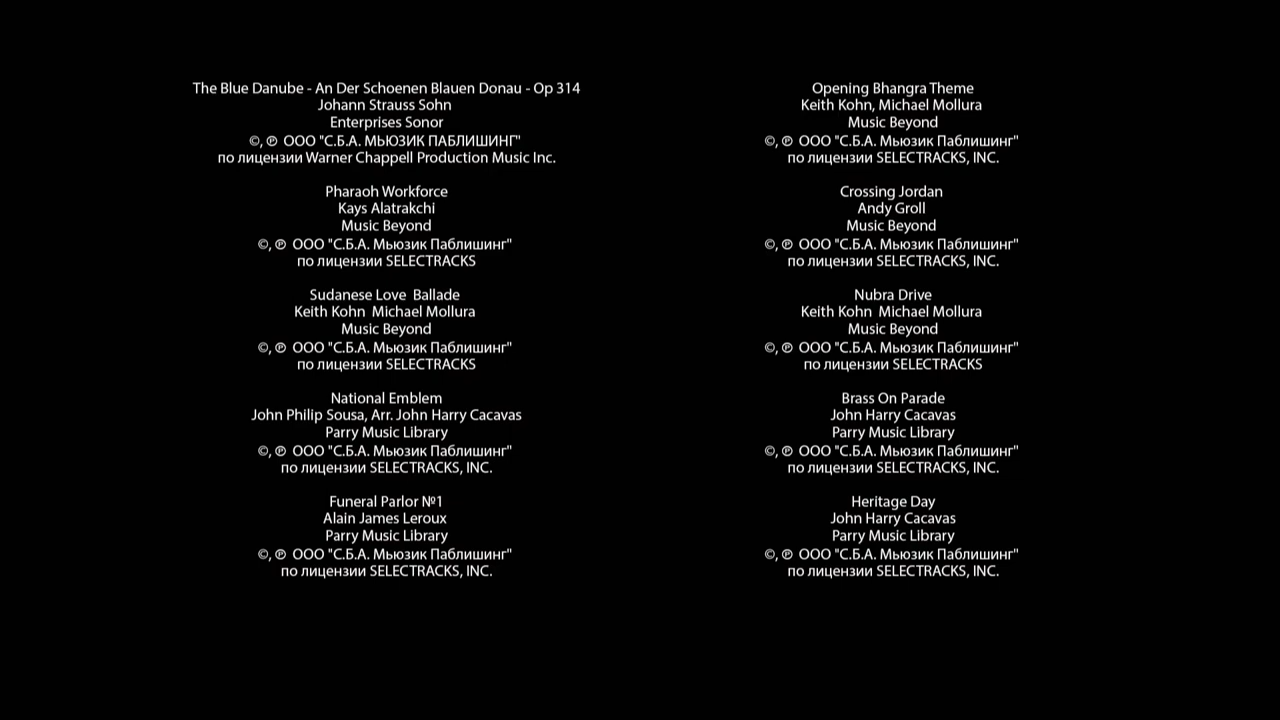 The Blue Danube - An Der Schoenen Blauen Donau - Op 314
Johann Strauss Sohn
Enterprises Sonor
©, ℗ ООО "С.Б.А. МЬЮЗИК ПАБЛИШИНГ"
по лицензии Warner Chappell Production Music Inc.
Pharaoh Workforce
Kays Alatrakchi
Music Beyond
©, ℗ ООО "С.Б.А. Мьюзик Паблишинг"
по лицензии SELECTRACKS
Sudanese Love Ballade
Keith Kohn Michael Mollura
Music Beyond
©, ℗ ООО "С.Б.А. Мьюзик Паблишинг"
по лицензии SELECTRACKS
National Emblem
John Philip Sousa, Arr. John Harry Cacavas
Parry Music Library
©, ℗ ООО "С.Б.А. Мьюзик Паблишинг"
по лицензии SELECTRACKS, INC.
Funeral Parlor №1
Alain James Leroux
Parry Music Library
©, ℗ ООО "С.Б.А. Мьюзик Паблишинг"
по лицензии SELECTRACKS, INC.
Opening Bhangra Theme
Keith Kohn, Michael Mollura
Music Beyond
©, ℗ ООО "С.Б.А. Мьюзик Паблишинг"
по лицензии SELECTRACKS, INC.
Crossing Jordan
Andy Groll
Music Beyond
©, ℗ ООО "С.Б.А. Мьюзик Паблишинг"
по лицензии SELECTRACKS, INC.
Nubra Drive
Keith Kohn Michael Mollura
Music Beyond
©, ℗ ООО "С.Б.А. Мьюзик Паблишинг"
по лицензии SELECTRACKS
Brass On Parade
John Harry Cacavas
Parry Music Library
©, ℗ ООО "С.Б.А. Мьюзик Паблишинг"
по лицензии SELECTRACKS, INC.
Heritage Day
John Harry Cacavas
Parry Music Library
©, ℗ ООО "С.Б.А. Мьюзик Паблишинг"
по лицензии SELECTRACKS, INC.